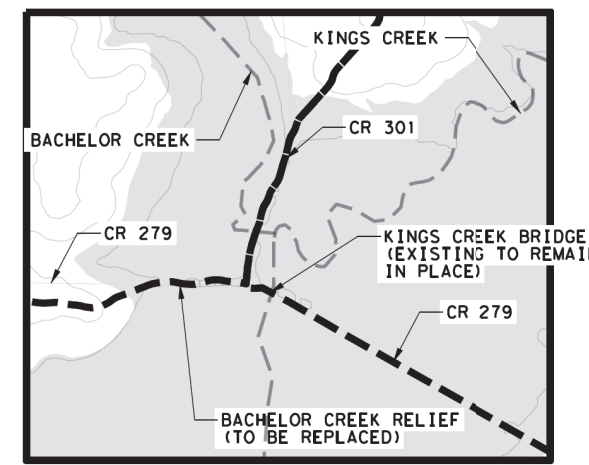 KINGS CREEK
BACHELOR CREEK
CR 301
CR 279
KINGS CREEK BRIDGE
(EXISTING TO REMAI
IN PLACE)
CR 279
BACHELOR CREEK RELIEF
(TO BE REPLACED)